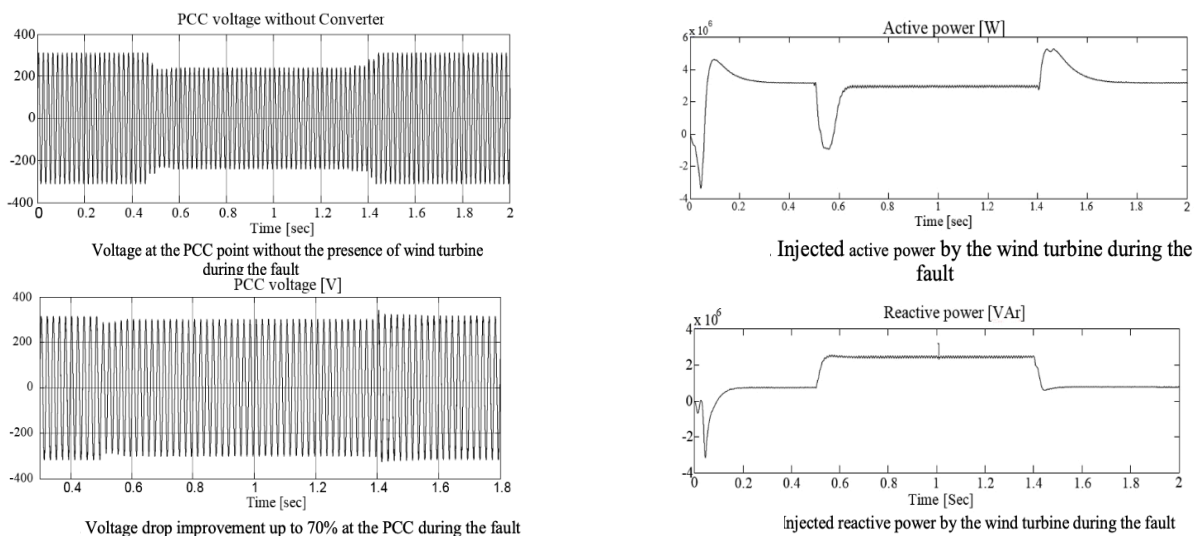 PCC voltage without Converter
400
200
0
-200
-400
0 0.2 0.4 0.6 0.8 1 1.2 1.4 1.6 1.8 2
Time [sec]
Voltage at the PCC point without the presence of wind turbine
during the fault
PCC voltage [V]
400
200
0
-200
-400
0.4 0.6 0.8 1 1.2 1.4 1.6 1.8
Time [sec]
Voltage drop improvement up to 70% at the PCC during the fault
Active power [W]
x 10⁶
6
4
2
0
-2
-4
0 0.2 0.4 0.6 0.8 1 1.2 1.4 1.6 1.8 2
Time [sec]
. Injected active power by the wind turbine during the
fault
Reactive power [VAr]
x 10⁶
4
2
0
-2
-4
0 0.2 0.4 0.6 0.8 1 1.2 1.4 1.6 1.8 2
Time [Sec]
Injected reactive power by the wind turbine during the fault